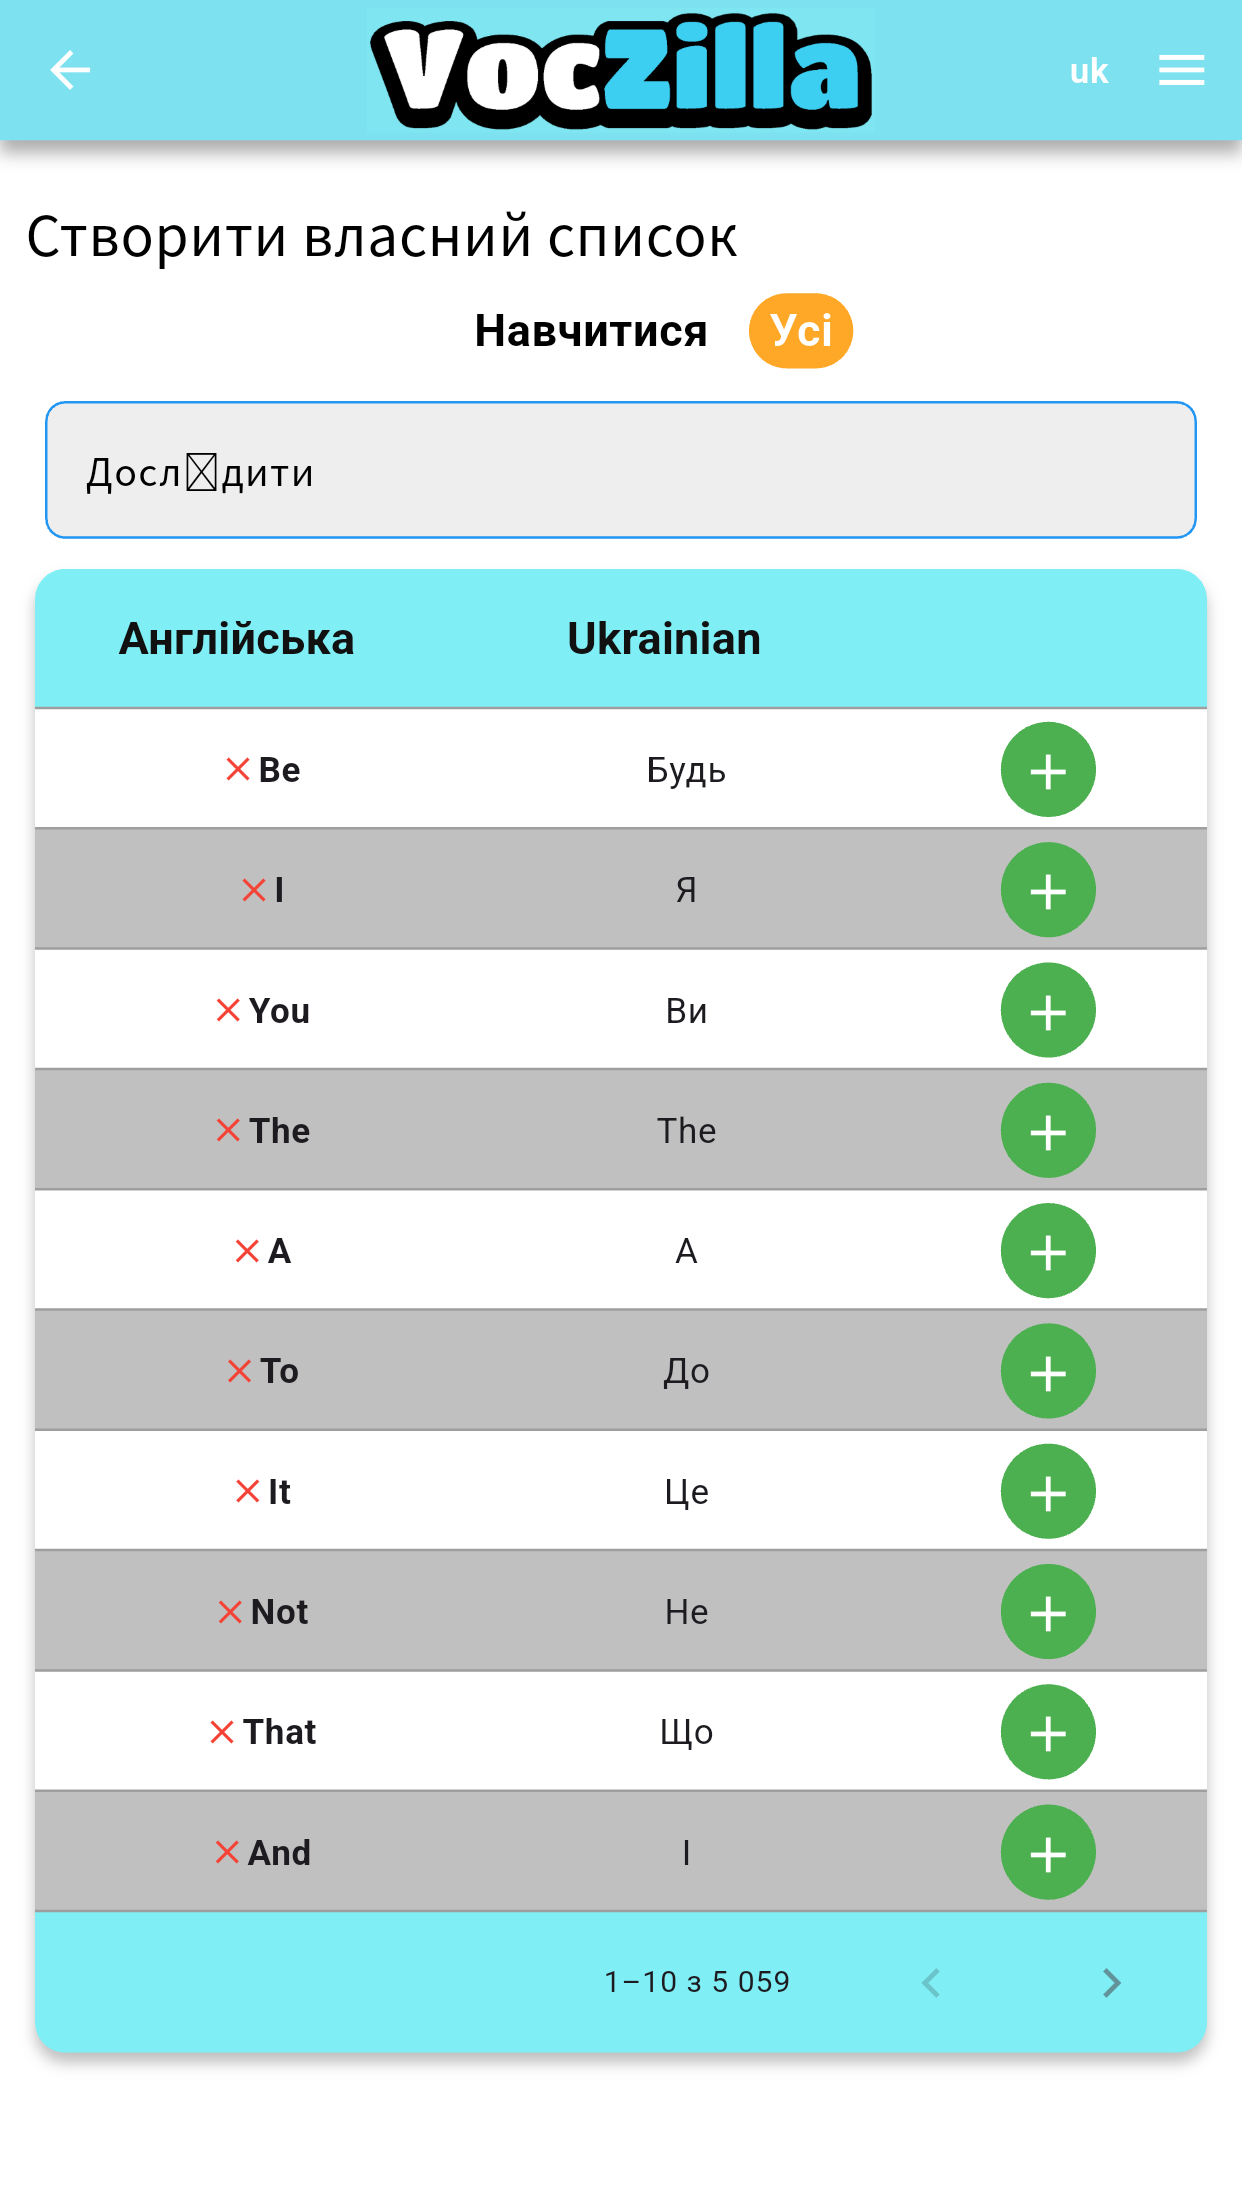 VocZilla
uk
Створити власний список
Навчитися Усі
Досл☒дити
Англійська Ukrainian
Be Будь
I Я
You Ви
The The
A А
To До
It Це
Not Не
That Що
And І
1–10 з 5 059